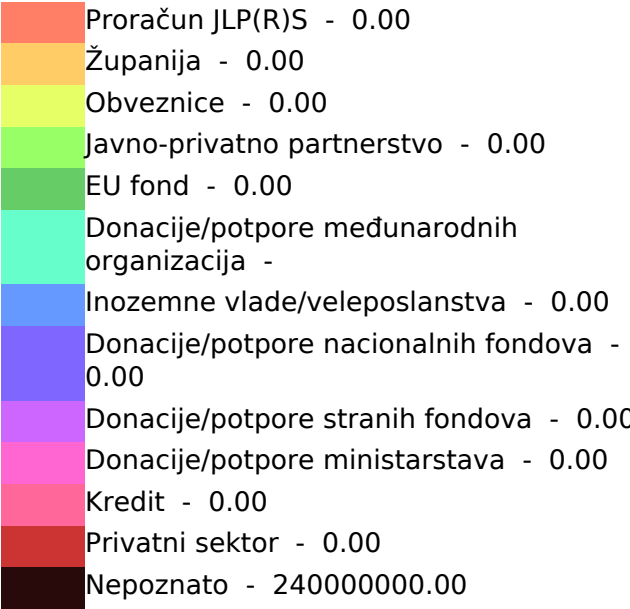 Proračun JLP(R)S - 0.00
Županija - 0.00
Obveznice - 0.00
Javno-privatno partnerstvo - 0.00
EU fond - 0.00
Donacije/potpore međunarodnih
organizacija -
Inozemne vlade/veleposlanstva - 0.00
Donacije/potpore nacionalnih fondova -
0.00
Donacije/potpore stranih fondova - 0.00
Donacije/potpore ministarstava - 0.00
Kredit - 0.00
Privatni sektor - 0.00
Nepoznato - 240000000.00